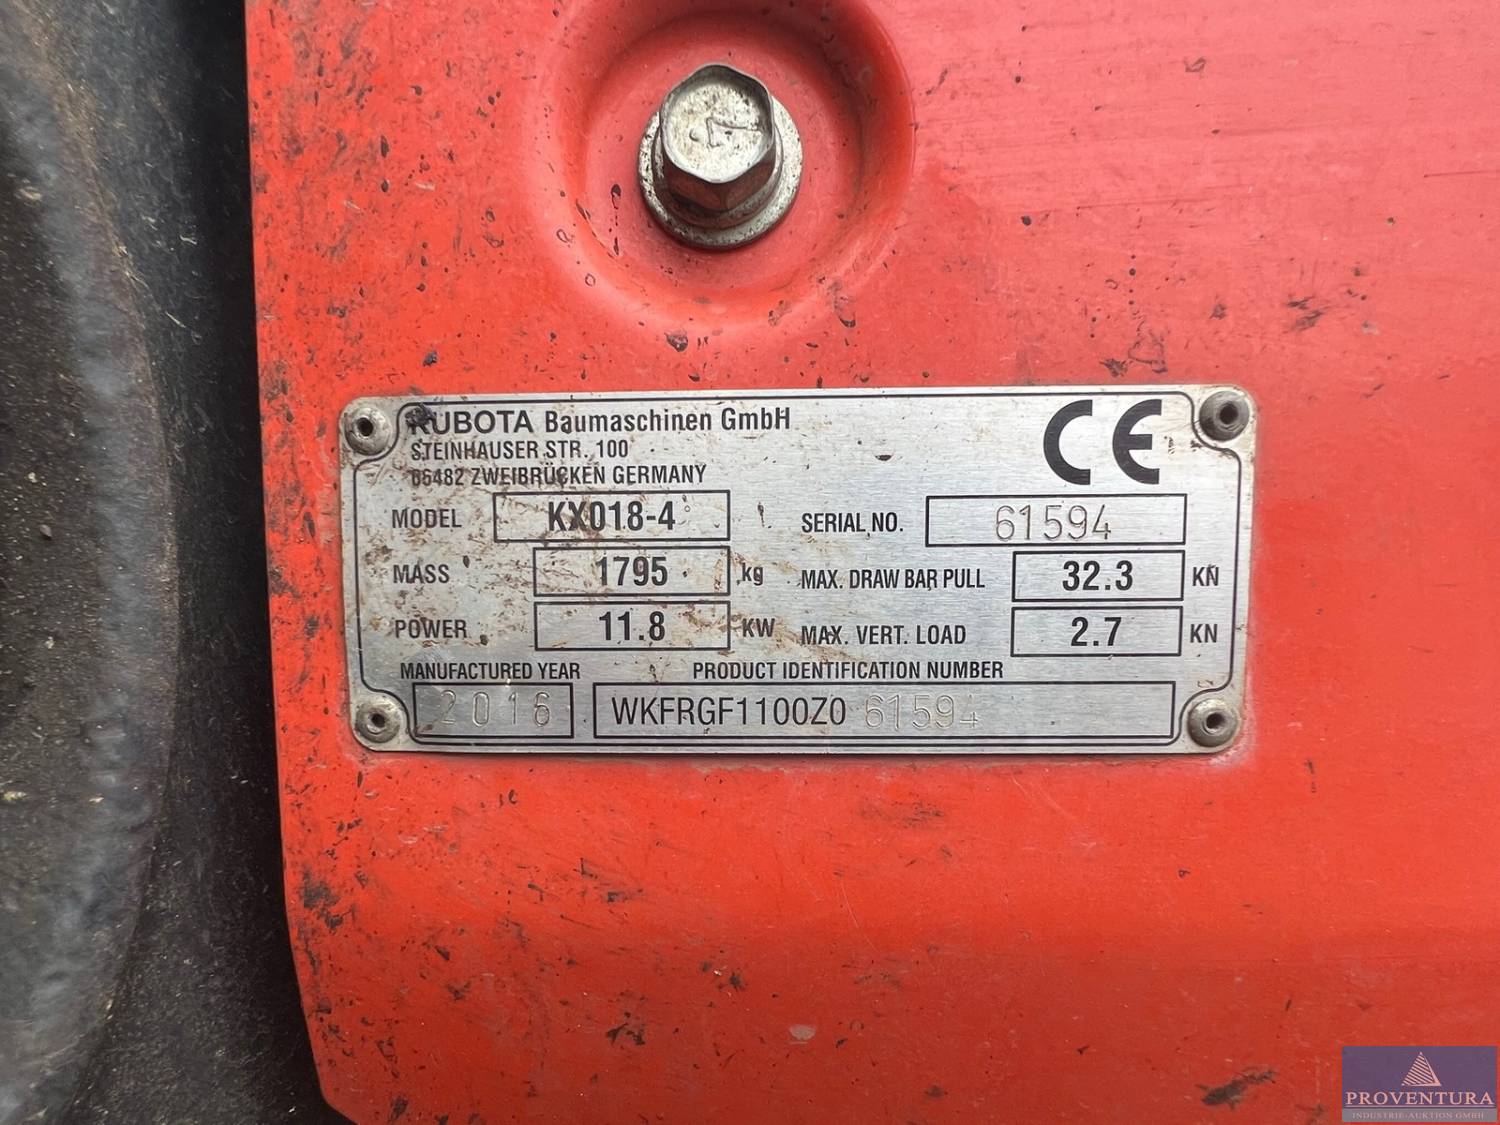 KUBOTA Baumaschinen GmbH
STEINHAUSER STR. 100
66482 ZWEIBRÜCKEN GERMANY
CE
MODEL KX018-4
SERIAL NO. 61594
MASS 1795 kg
MAX. DRAW BAR PULL 32.3 KN
POWER 11.8 KW
MAX. VERT. LOAD 2.7 KN
MANUFACTURED YEAR PRODUCT IDENTIFICATION NUMBER
2016 WKFRGF1100Z0 61594
PROVENTURA
INDUSTRIE-AUKTION GMBH